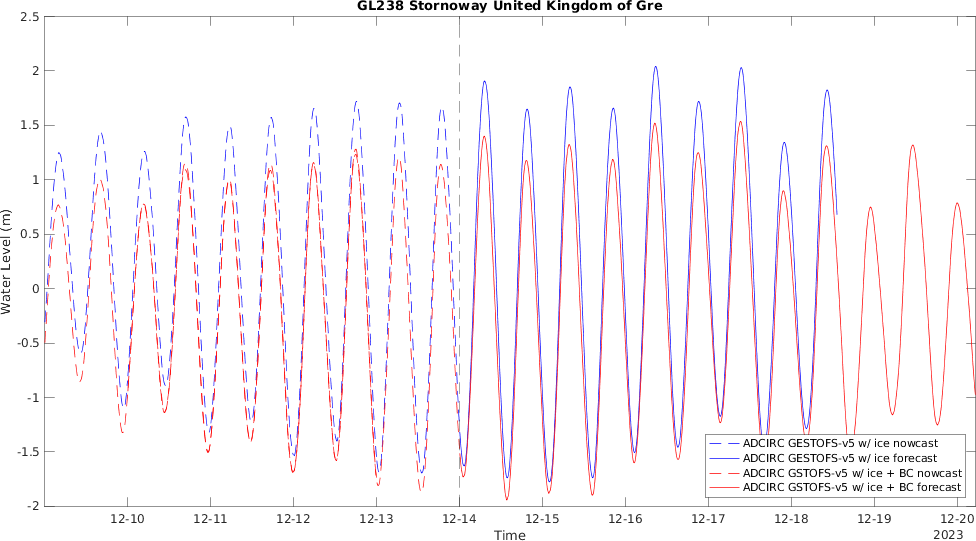 GL238 Stornoway United Kingdom of Gre
2.5
2
1.5
1
0.5
0
-0.5
-1
-1.5
-2
Water Level (m)
ADCIRC GESTOFS-v5 w/ ice nowcast
ADCIRC GESTOFS-v5 w/ ice forecast
ADCIRC GSTOFS-v5 w/ ice + BC nowcast
ADCIRC GSTOFS-v5 w/ ice + BC forecast
12-10 12-11 12-12 12-13 12-14 12-15 12-16 12-17 12-18 12-19 12-20
Time 2023